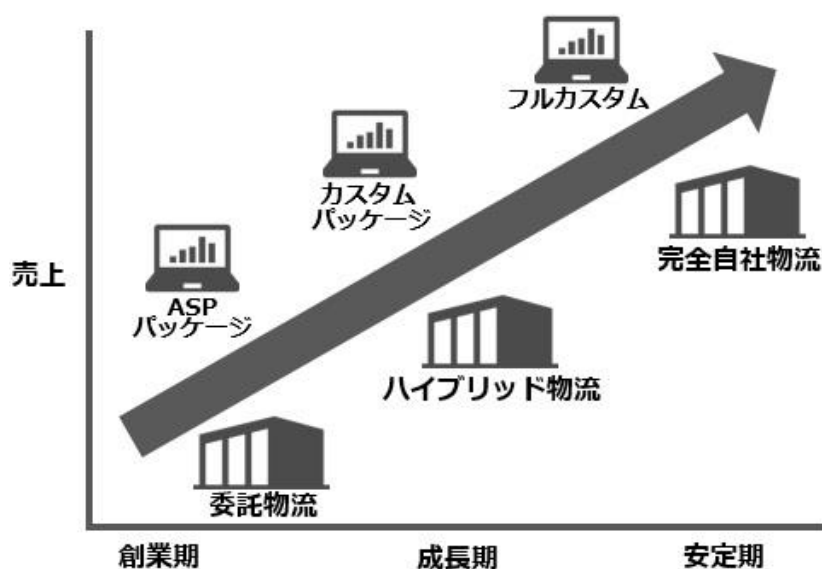 フルカスタム
カスタム
パッケージ
完全自社物流
売上
ASP
パッケージ
ハイブリッド物流
委託物流
創業期
成長期
安定期